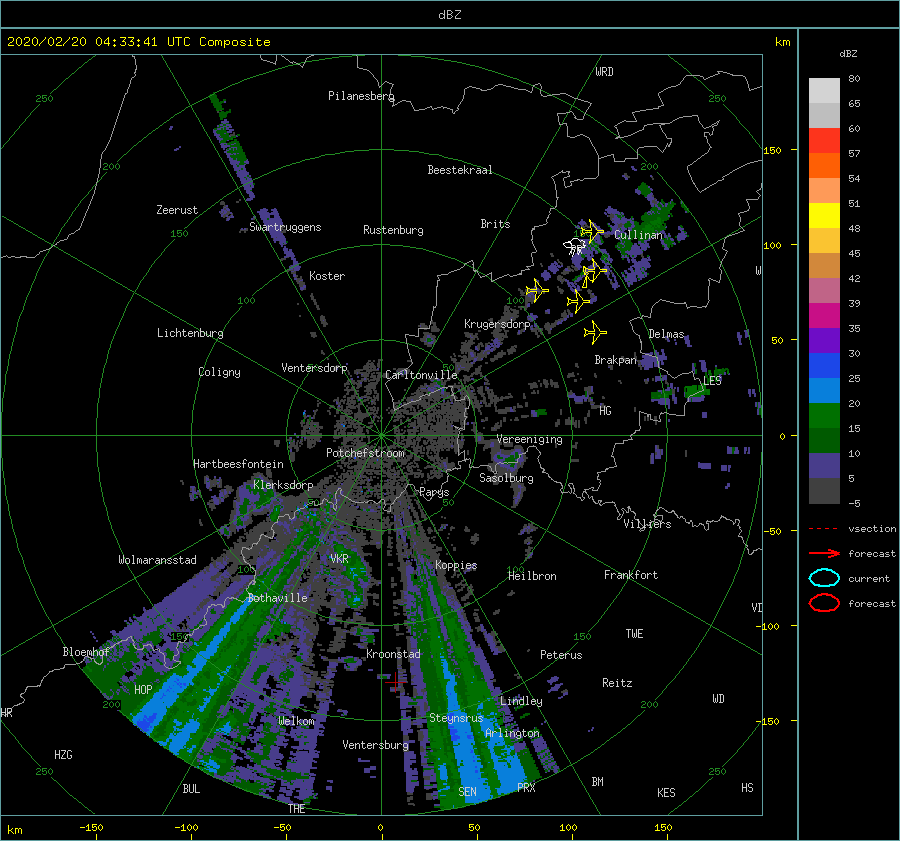 dBZ
2020/02/20 04:33:41 UTC Composite
km
dBZ
80
65
60
57
54
51
48
45
42
39
35
30
25
20
15
10
5
-5
vsection
forecast
current
forecast
WRD
250
Pilanesberg
250
150
200
Beestekraal
200
Zeerust
Swartruggens
150
Rustenburg
Brits
Cullinan
100
Koster
W
100
100
Krugersdorp
Lichtenburg
Delmas
50
Coligny
Ventersdorp
Carltonville
Brakpan
LES
HG
0
Vereeniging
Potchefstroom
Hartbeesfontein
Klerksdorp
Sasolburg
Parys
50
50
Villiers
-50
Wolmaransstad
VKR
Koppies
100
100
Heilbron
Frankfort
Bothaville
VD
-100
150
150
TWE
Bloemhof
Kroonstad
Peterus
HOP
Reitz
WD
200
Lindley
200
HR
Welkom
Steynsrus
-150
Arlington
HZG
Ventersburg
250
250
BUL
SEN
PRX
BM
KES
HS
THE
km
-150
-100
-50
0
50
100
150